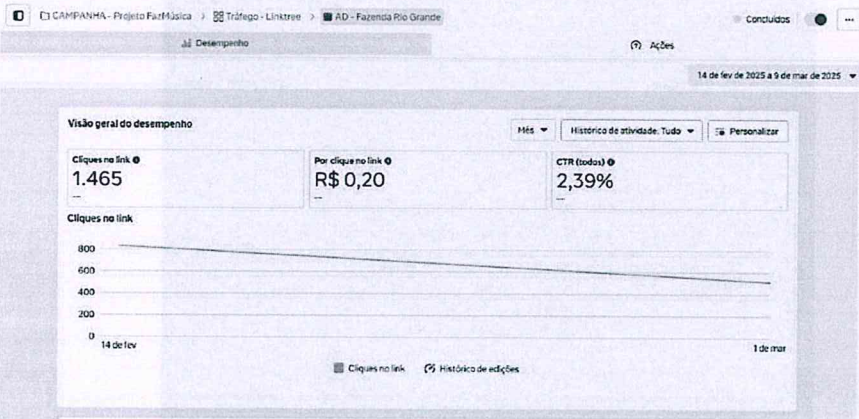 CAMPANHA - Projeto FazMúsica > Tráfego - Linktree > AD - Fazenda Rio Grande
Concluídos
Desempenho
Ações
14 de fev de 2025 a 9 de mar de 2025
Visão geral do desempenho
Mês
Histórico de atividade: Tudo
Personalizar
Cliques no link
1.465
—
Por clique no link
R$ 0,20
—
CTR (todos)
2,39%
—
Cliques no link
800
600
400
200
0
14 de fev
1 de mar
Cliques no link
Histórico de edições